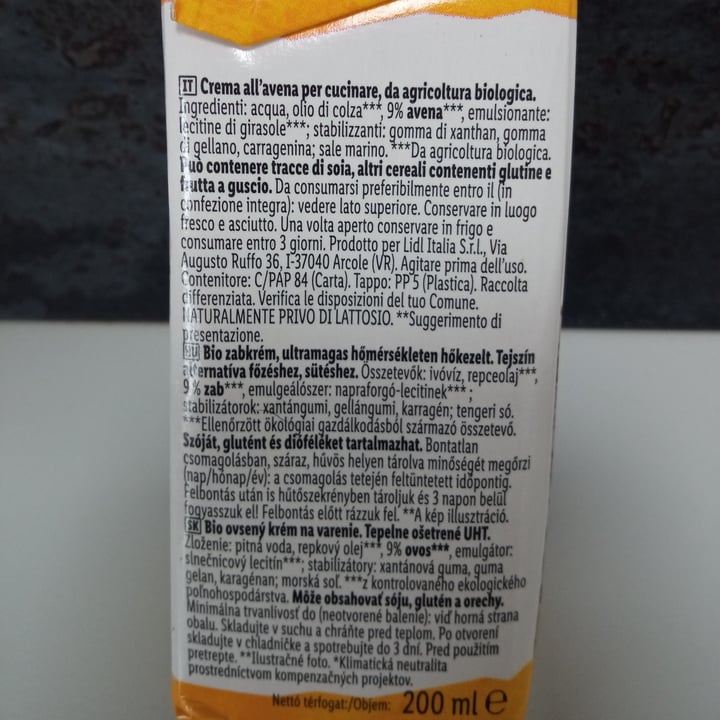 IT Crema all'avena per cucinare, da agricoltura biologica.
Ingredienti: acqua, olio di colza***, 9% avena***, emulsionante:
lecitine di girasole***; stabilizzanti: gomma di xanthan, gomma
di gellano, carragenina; sale marino. ***Da agricoltura biologica.
Può contenere tracce di soia, altri cereali contenenti glutine e
frutta a guscio. Da consumarsi preferibilmente entro il (in
confezione integra): vedere lato superiore. Conservare in luogo
fresco e asciutto. Una volta aperto conservare in frigo e
consumare entro 3 giorni. Prodotto per Lidl Italia S.r.l., Via
Augusto Ruffo 36, I-37040 Arcole (VR). Agitare prima dell'uso.
Contenitore: C/PAP 84 (Carta). Tappo: PP 5 (Plastica). Raccolta
differenziata. Verifica le disposizioni del tuo Comune.
NATURALMENTE PRIVO DI LATTOSIO. **Suggerimento di
presentazione.
HU Bio zabkrém, ultramagas hőmérsékleten hőkezelt. Tejszín
alternatíva főzéshez, sütéshez. Összetevők: ivóvíz, repceolaj***,
9 % zab***, emulgeálószer: napraforgó-lecitinek*** ;
stabilizátorok: xantángumi, gellángumi, karragén; tengeri só.
***Ellenőrzött ökológiai gazdálkodásból származó összetevő.
Szóját, glutént és dióféléket tartalmazhat. Bontatlan
csomagolásban, száraz, hűvös helyen tárolva minőségét megőrzi
(nap/hónap/év): a csomagolás tetején feltüntetett időpontig.
Felbontás után is hűtőszekrényben tároljuk és 3 napon belül
fogyasszuk el! Felbontás előtt rázzuk fel. **A kép illusztráció.
SK Bio ovsený krém na varenie. Tepelne ošetrené UHT.
Zloženie: pitná voda, repkový olej***, 9% ovos***, emulgátor:
slnečnicový lecitín***; stabilizátory: xantánová guma, guma
gelan, karagénan; morská soľ. ***z kontrolovaného ekologického
poľnohospodárstva. Môže obsahovať sóju, glutén a orechy.
Minimálna trvanlivosť do (neotvorené balenie): viď horná strana
obalu. Skladujte v suchu a chráňte pred teplom. Po otvorení
skladujte v chladničke a spotrebujte do 3 dní. Pred použitím
pretrepte. **Ilustračné foto. *Klimatická neutralita
prostredníctvom kompenzačných projektov.
Nettó térfogat:/Objem: 200 ml e